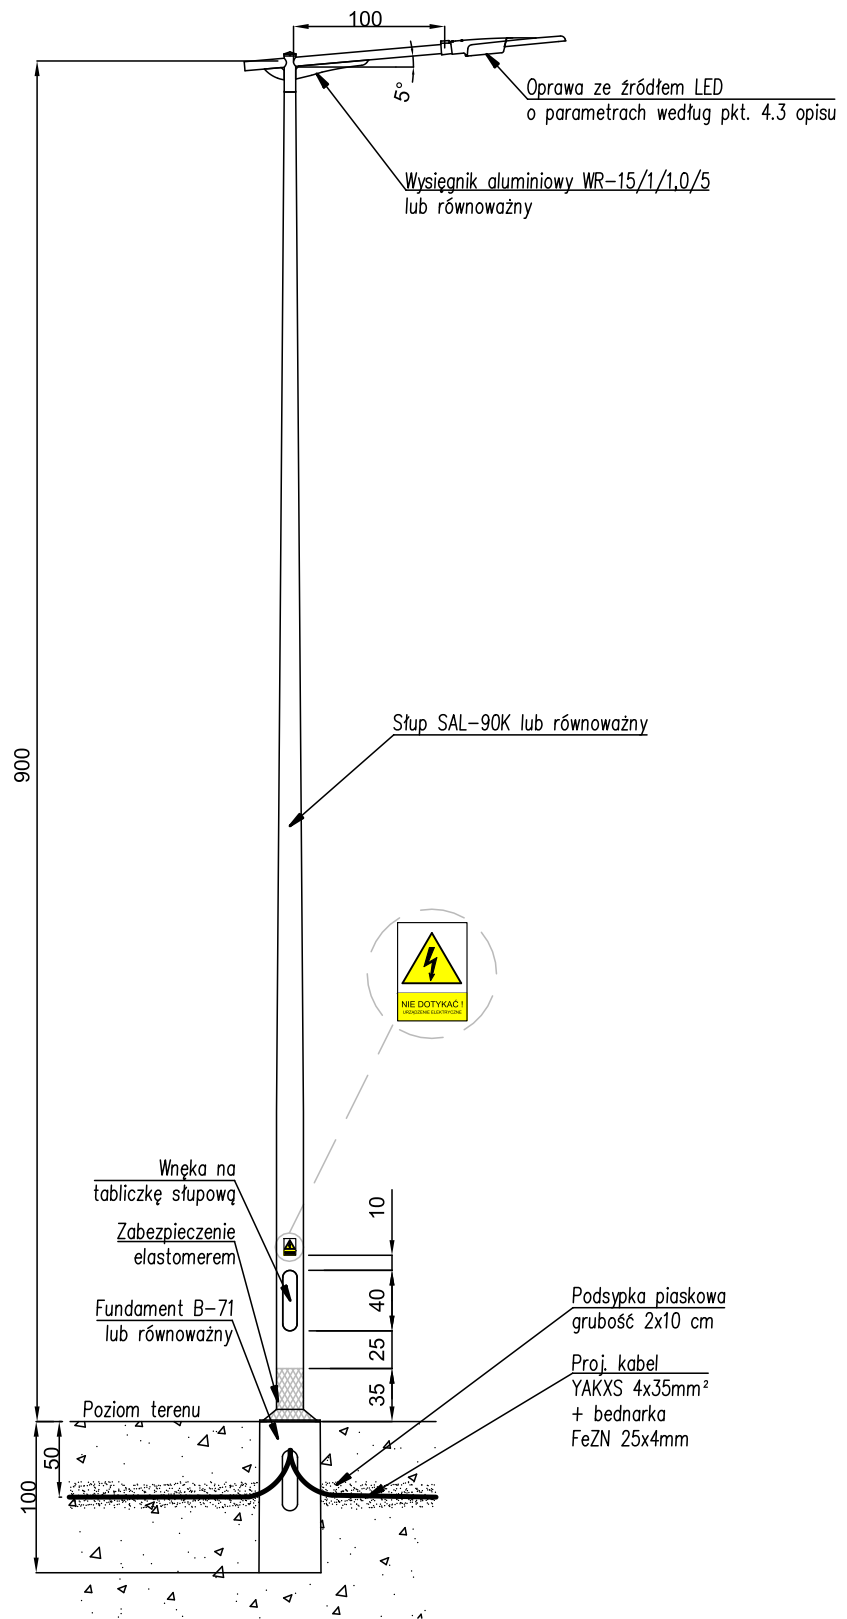 100
5°
Oprawa ze źródłem LED
o parametrach według pkt. 4.3 opisu
Wysięgnik aluminiowy WR-15/1/1,0/5
lub równoważny
900
Słup SAL-90K lub równoważny
NIE DOTYKAĆ !
URZĄDZENIE ELEKTRYCZNE
Wnęka na
tabliczkę słupową
Zabezpieczenie
elastomerem
Fundament B-71
lub równoważny
10
40
25
35
Podsypka piaskowa
grubość 2x10 cm
Proj. kabel
YAKXS 4x35mm²
+ bednarka
FeZN 25x4mm
Poziom terenu
50
100